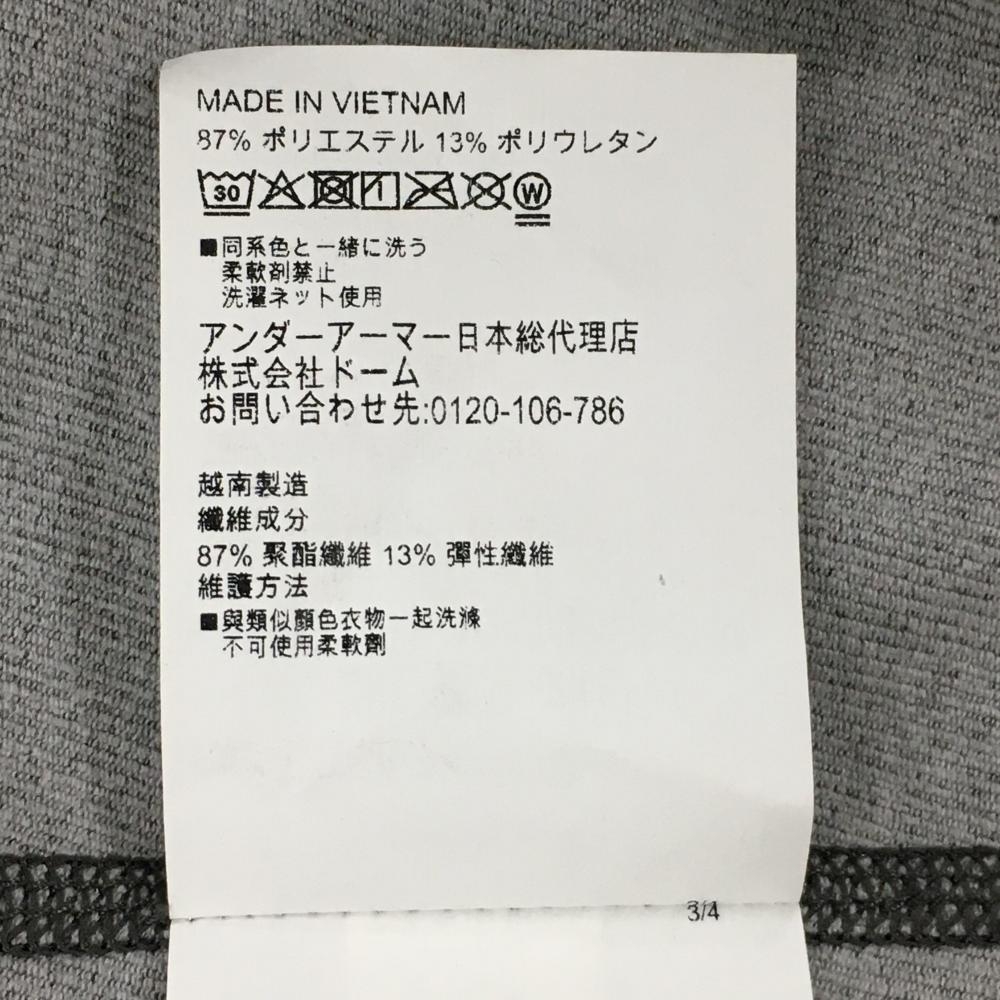 MADE IN VIETNAM
87% ポリエステル 13% ポリウレタン
30 W
■同系色と一緒に洗う
柔軟剤禁止
洗濯ネット使用
アンダーアーマー日本総代理店
株式会社ドーム
お問い合わせ先:0120-106-786
越南製造
纖維成分
87% 聚酯纖維 13% 彈性纖維
維護方法
■與類似顏色衣物一起洗滌
不可使用柔軟劑
3/4